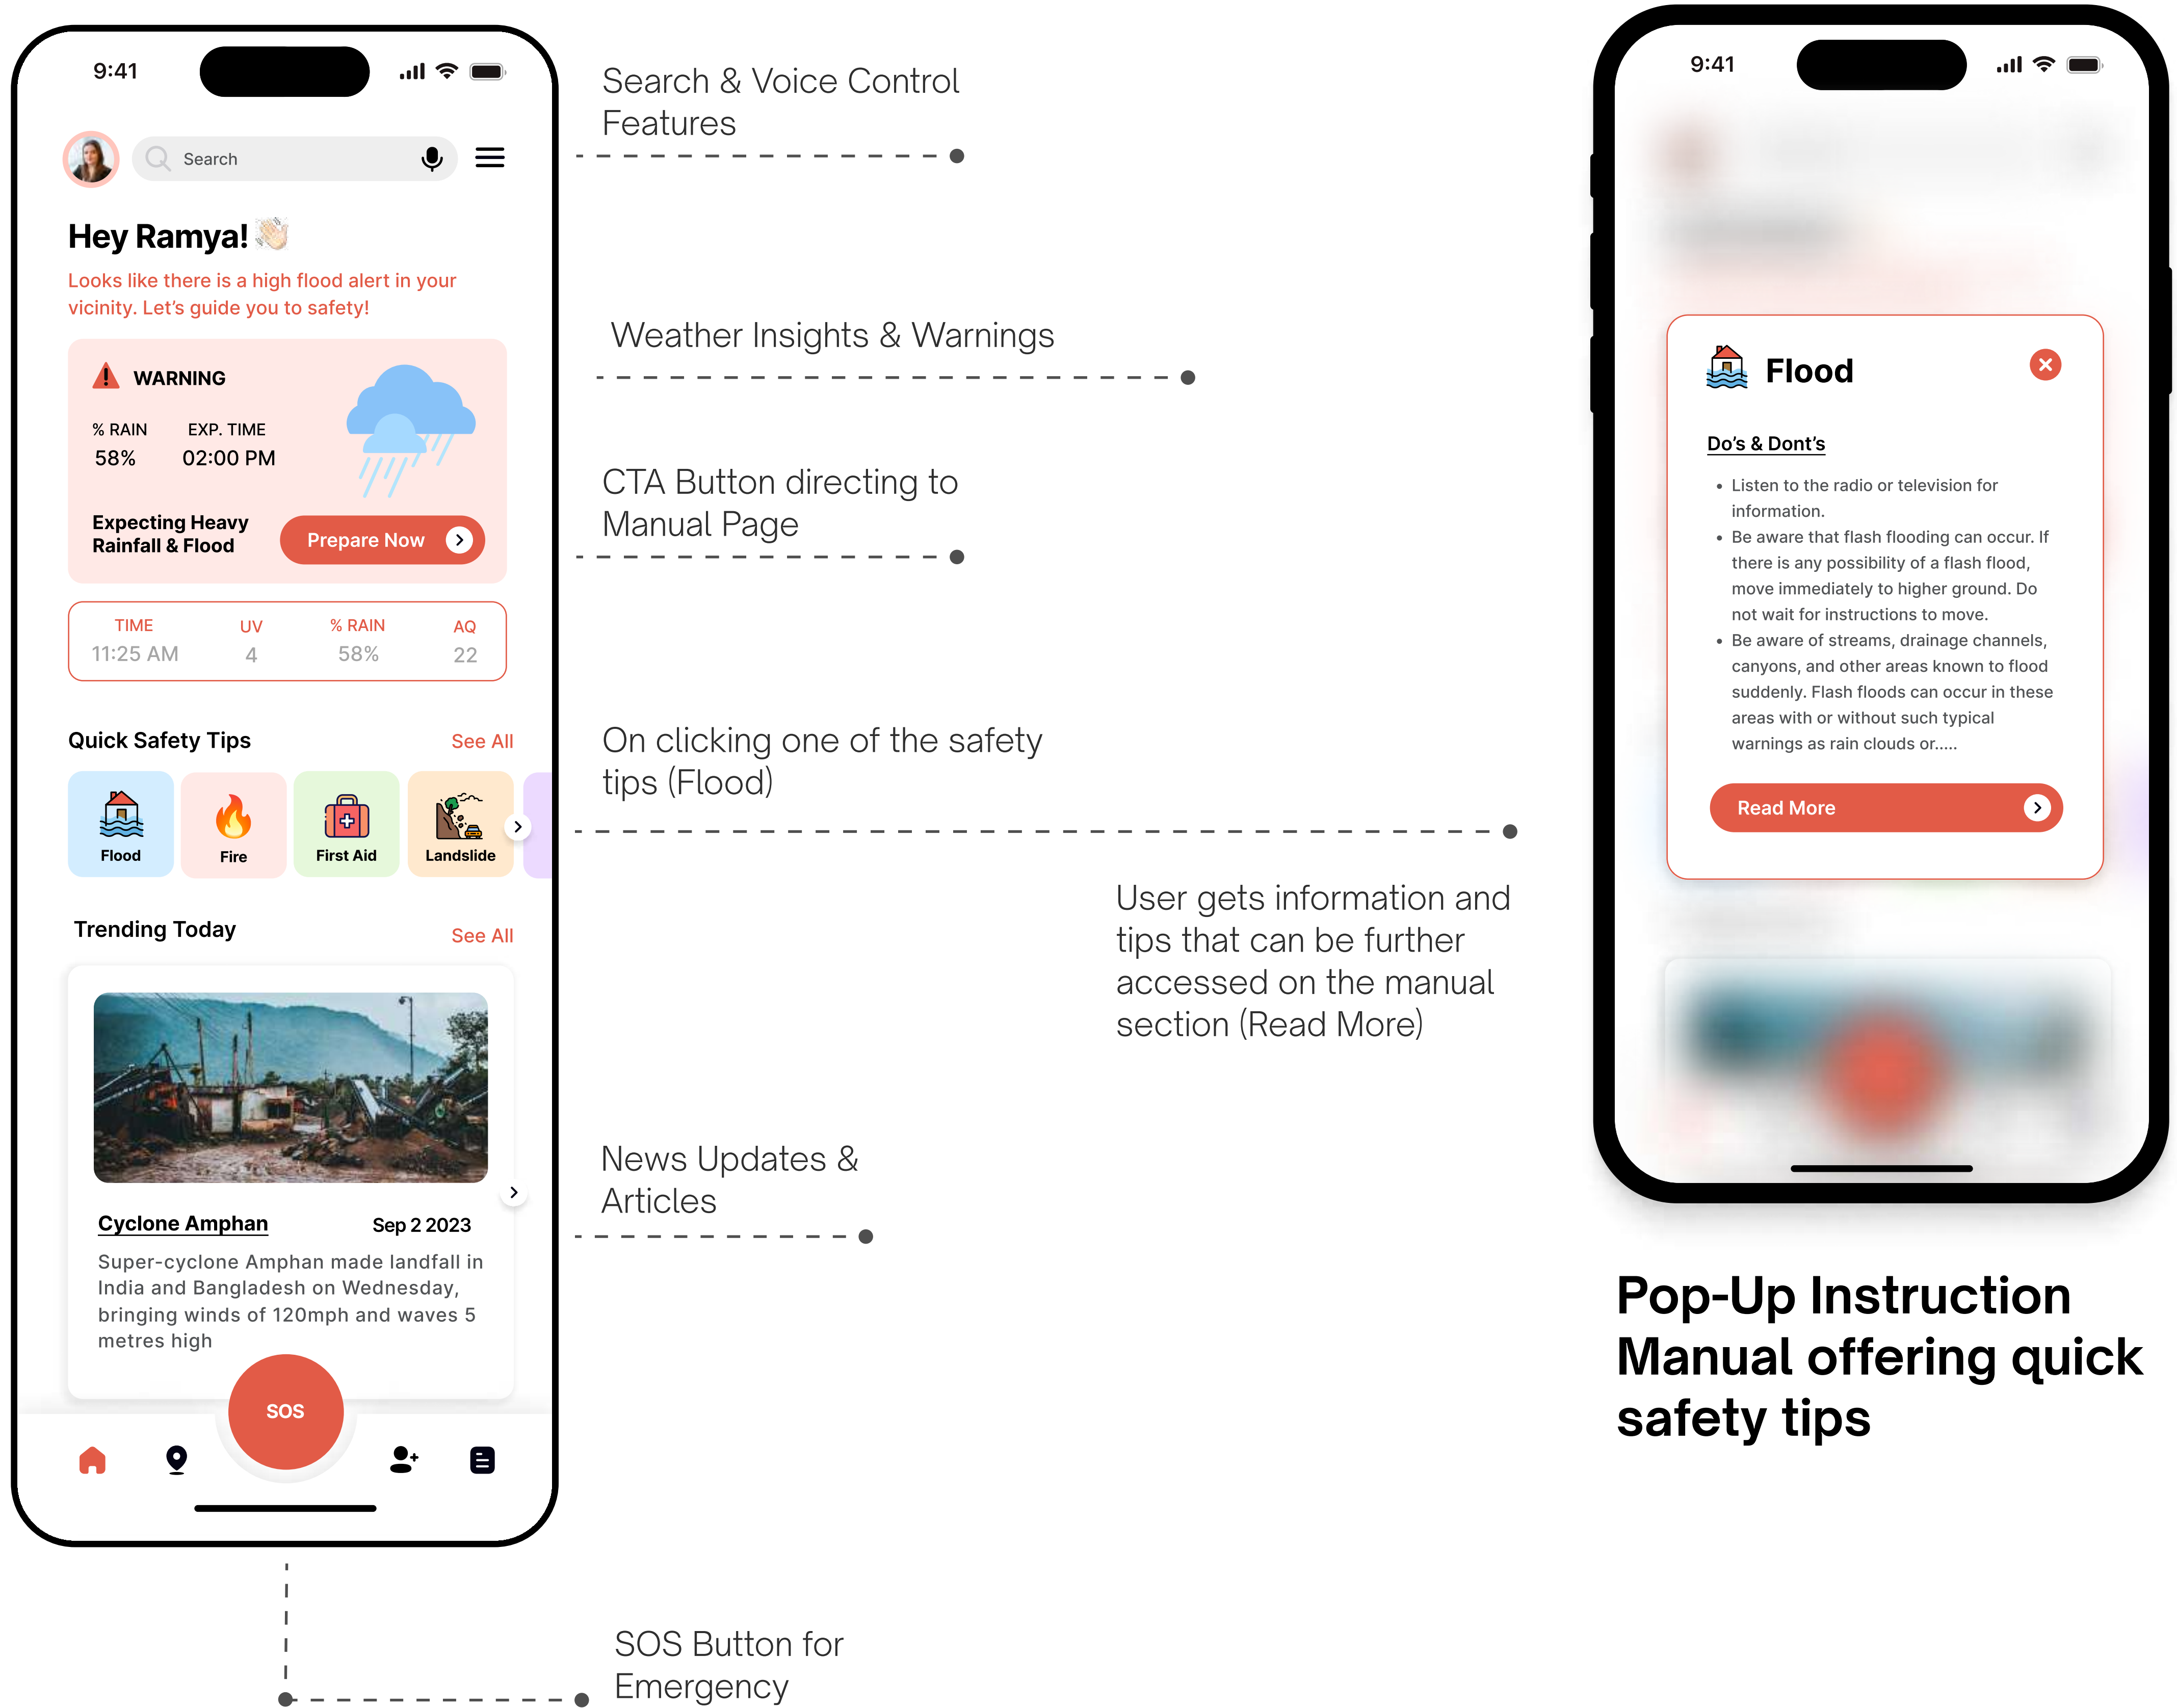 9:41
Search
Hey Ramya!
Looks like there is a high flood alert in your
vicinity. Let's guide you to safety!
WARNING
% RAIN EXP. TIME
58% 02:00 PM
Expecting Heavy
Rainfall & Flood
Prepare Now
TIME UV % RAIN AQ
11:25 AM 4 58% 22
Quick Safety Tips See All
Flood Fire First Aid Landslide
Trending Today See All
Cyclone Amphan Sep 2 2023
Super-cyclone Amphan made landfall in
India and Bangladesh on Wednesday,
bringing winds of 120mph and waves 5
metres high
SOS
Search & Voice Control
Features
Weather Insights & Warnings
CTA Button directing to
Manual Page
On clicking one of the safety
tips (Flood)
User gets information and
tips that can be further
accessed on the manual
section (Read More)
News Updates &
Articles
SOS Button for
Emergency
9:41
Flood
Do's & Dont's
• Listen to the radio or television for
information.
• Be aware that flash flooding can occur. If
there is any possibility of a flash flood,
move immediately to higher ground. Do
not wait for instructions to move.
• Be aware of streams, drainage channels,
canyons, and other areas known to flood
suddenly. Flash floods can occur in these
areas with or without such typical
warnings as rain clouds or.....
Read More
Pop-Up Instruction
Manual offering quick
safety tips